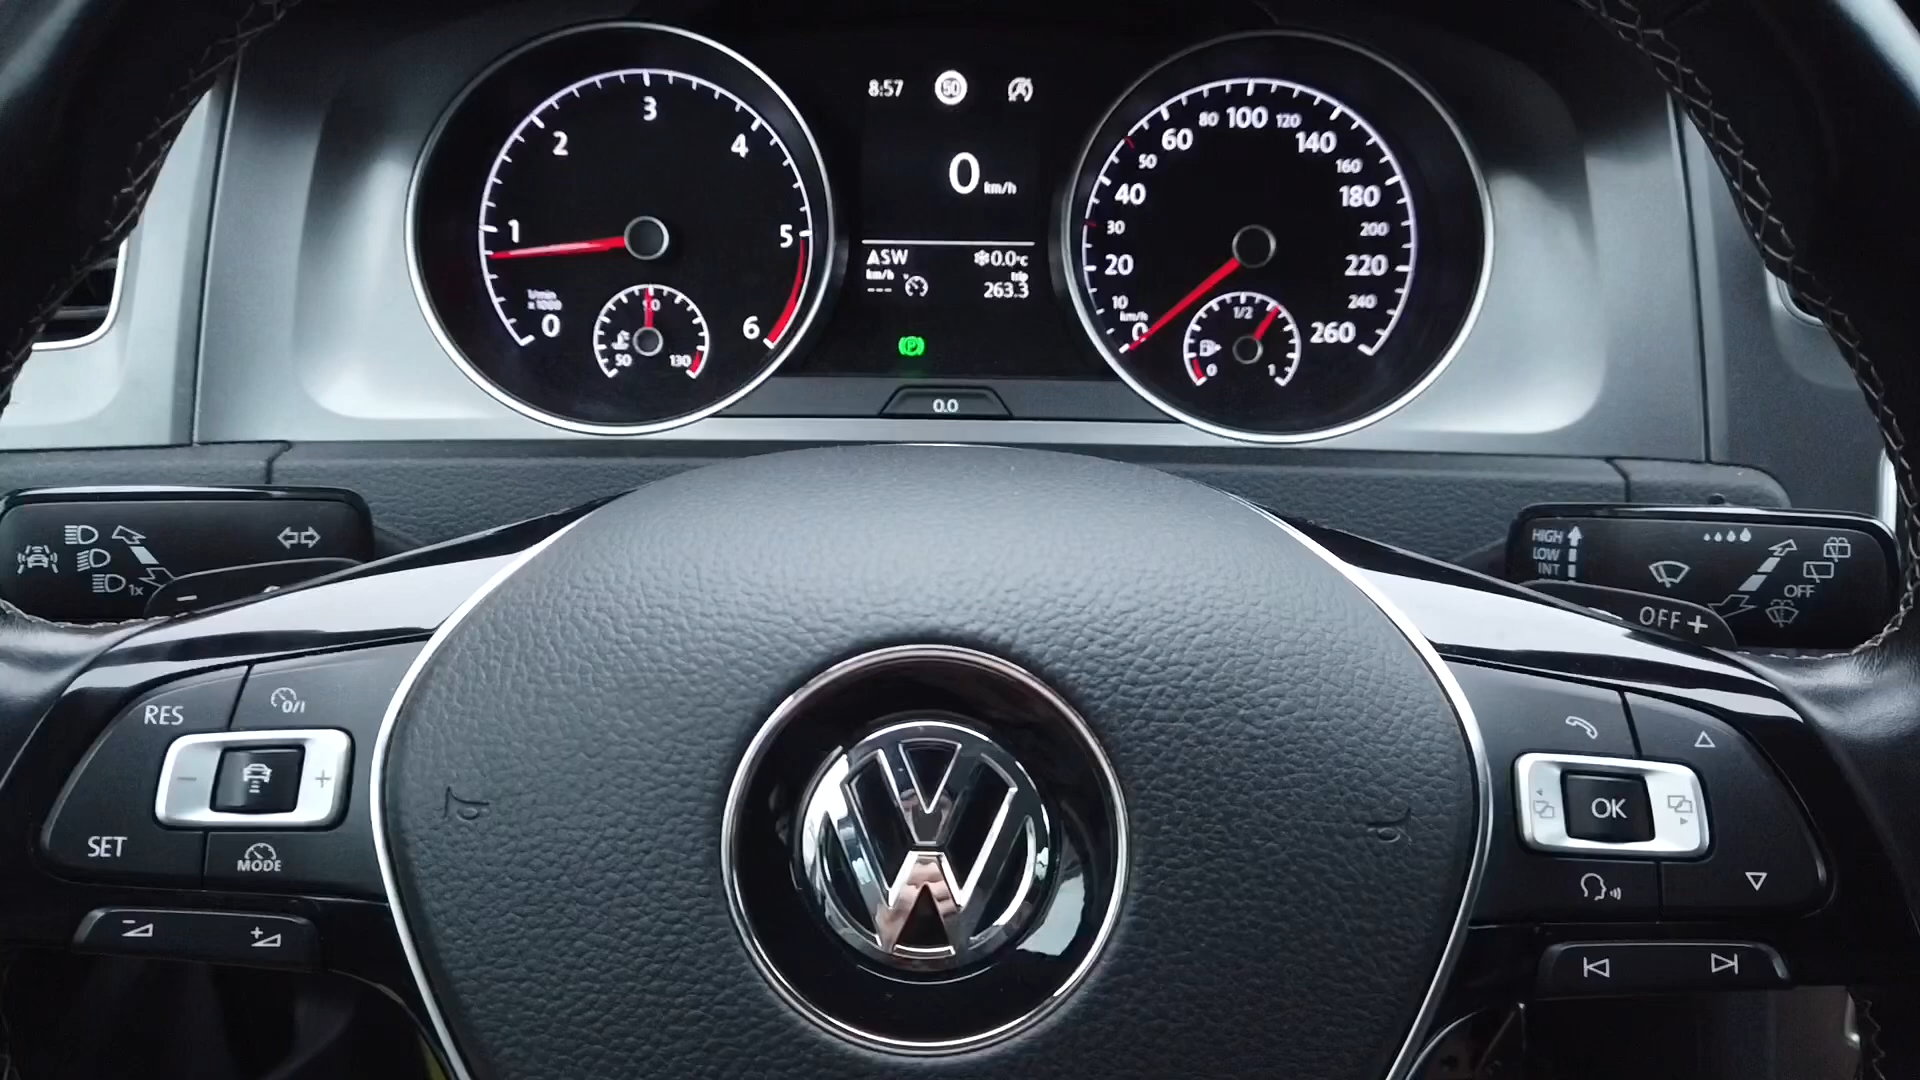 0
1
2
3
4
5
6
1/min
x 1000
50
90
130
8:57
50
0 km/h
ASW
❄0.0°C
km/h
trip
---
263.3
P
0.0
0
10
20
30
40
50
60
80
100
120
140
160
180
200
220
240
260
km/h
0
1/2
1
1x
−
HIGH
LOW
INT
OFF
OFF +
RES
0/I
−
+
SET
MODE
OK
−
+